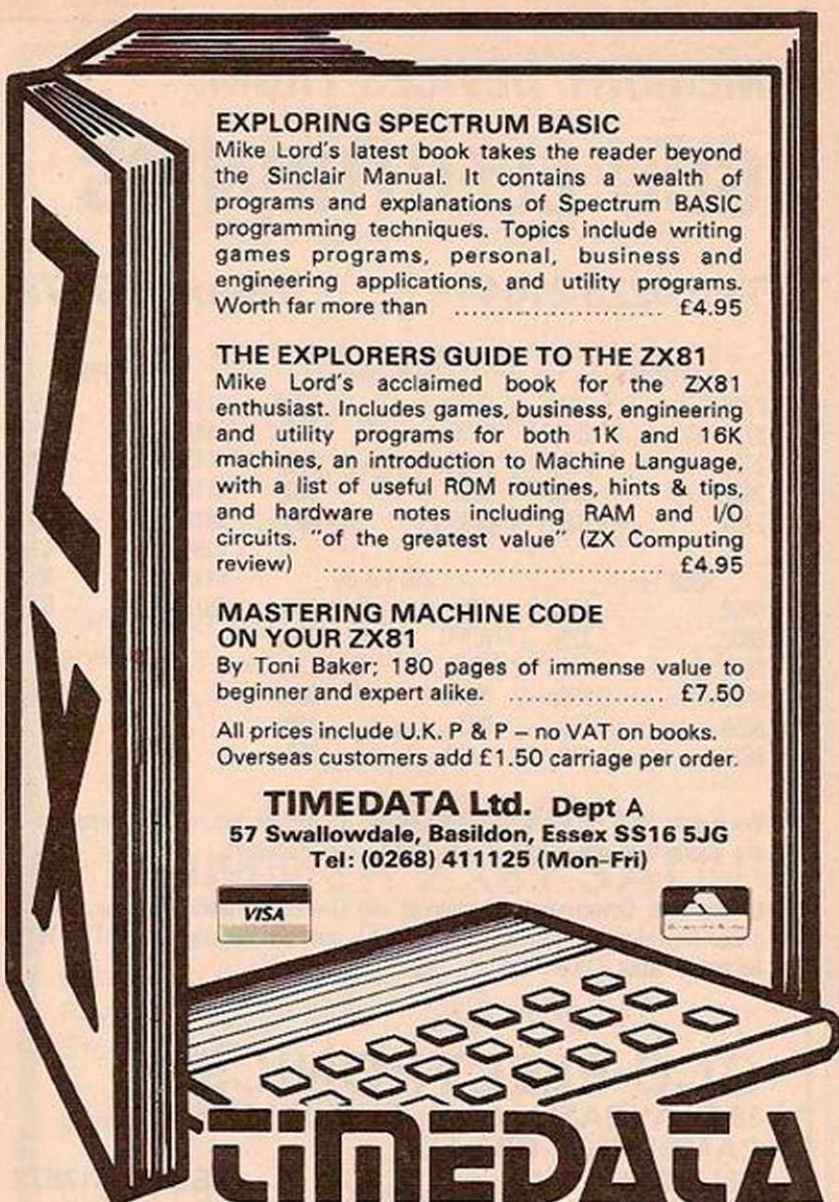 ZX
EXPLORING SPECTRUM BASIC
Mike Lord's latest book takes the reader beyond
the Sinclair Manual. It contains a wealth of
programs and explanations of Spectrum BASIC
programming techniques. Topics include writing
games programs, personal, business and
engineering applications, and utility programs.
Worth far more than ........................ £4.95
THE EXPLORERS GUIDE TO THE ZX81
Mike Lord's acclaimed book for the ZX81
enthusiast. Includes games, business, engineering
and utility programs for both 1K and 16K
machines, an introduction to Machine Language,
with a list of useful ROM routines, hints & tips,
and hardware notes including RAM and I/O
circuits. "of the greatest value" (ZX Computing
review) ....................................... £4.95
MASTERING MACHINE CODE
ON YOUR ZX81
By Toni Baker; 180 pages of immense value to
beginner and expert alike. .................. £7.50
All prices include U.K. P & P – no VAT on books.
Overseas customers add £1.50 carriage per order.
TIMEDATA Ltd. Dept A
57 Swallowdale, Basildon, Essex SS16 5JG
Tel: (0268) 411125 (Mon–Fri)
VISA
TIMEDATA